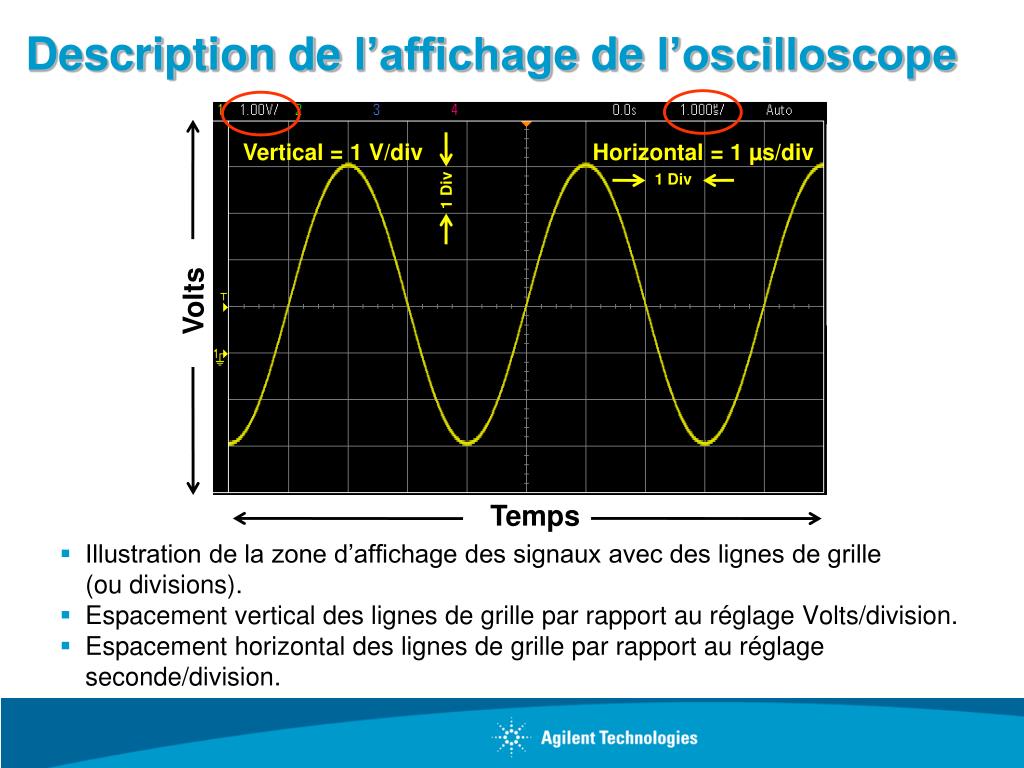 Description de l’affichage de l’oscilloscope
1 1.00V/ 2 3 4 0.0s 1.000µs/ Auto
Vertical = 1 V/div
Horizontal = 1 µs/div
1 Div
1 Div
Volts
T
1
Temps
Illustration de la zone d’affichage des signaux avec des lignes de grille
(ou divisions).
Espacement vertical des lignes de grille par rapport au réglage Volts/division.
Espacement horizontal des lignes de grille par rapport au réglage
seconde/division.
Agilent Technologies